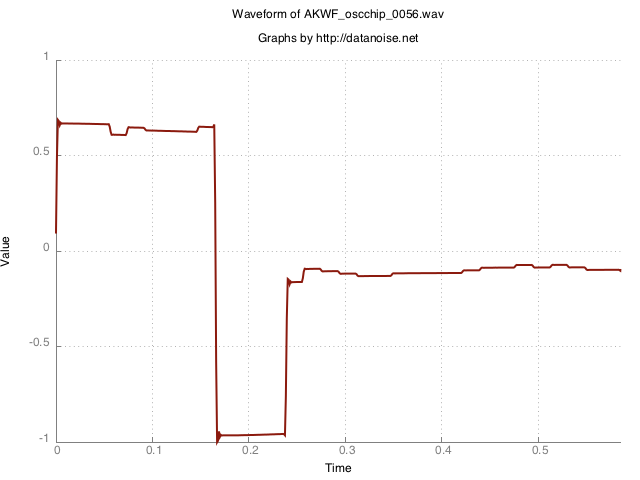 Waveform of AKWF_oscchip_0056.wav
Graphs by http://datanoise.net
1
0.5
0
-0.5
-1
Value
0 0.1 0.2 0.3 0.4 0.5
Time